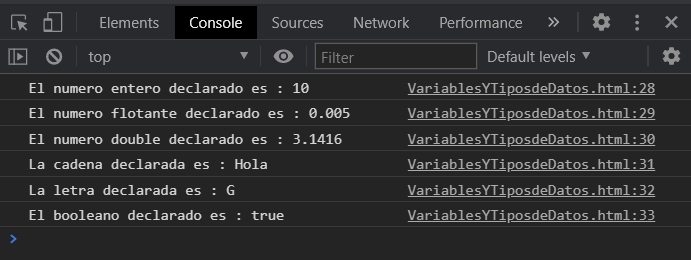 Elements Console Sources Network Performance »
top Filter Default levels
El numero entero declarado es : 10 VariablesYTiposdeDatos.html:28
El numero flotante declarado es : 0.005 VariablesYTiposdeDatos.html:29
El numero double declarado es : 3.1416 VariablesYTiposdeDatos.html:30
La cadena declarada es : Hola VariablesYTiposdeDatos.html:31
La letra declarada es : G VariablesYTiposdeDatos.html:32
El booleano declarado es : true VariablesYTiposdeDatos.html:33
>